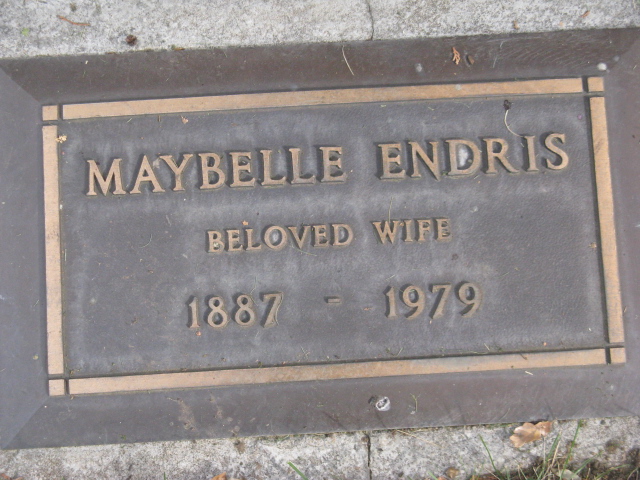 MAYBELLE ENDRIS
BELOVED WIFE
1887 - 1979